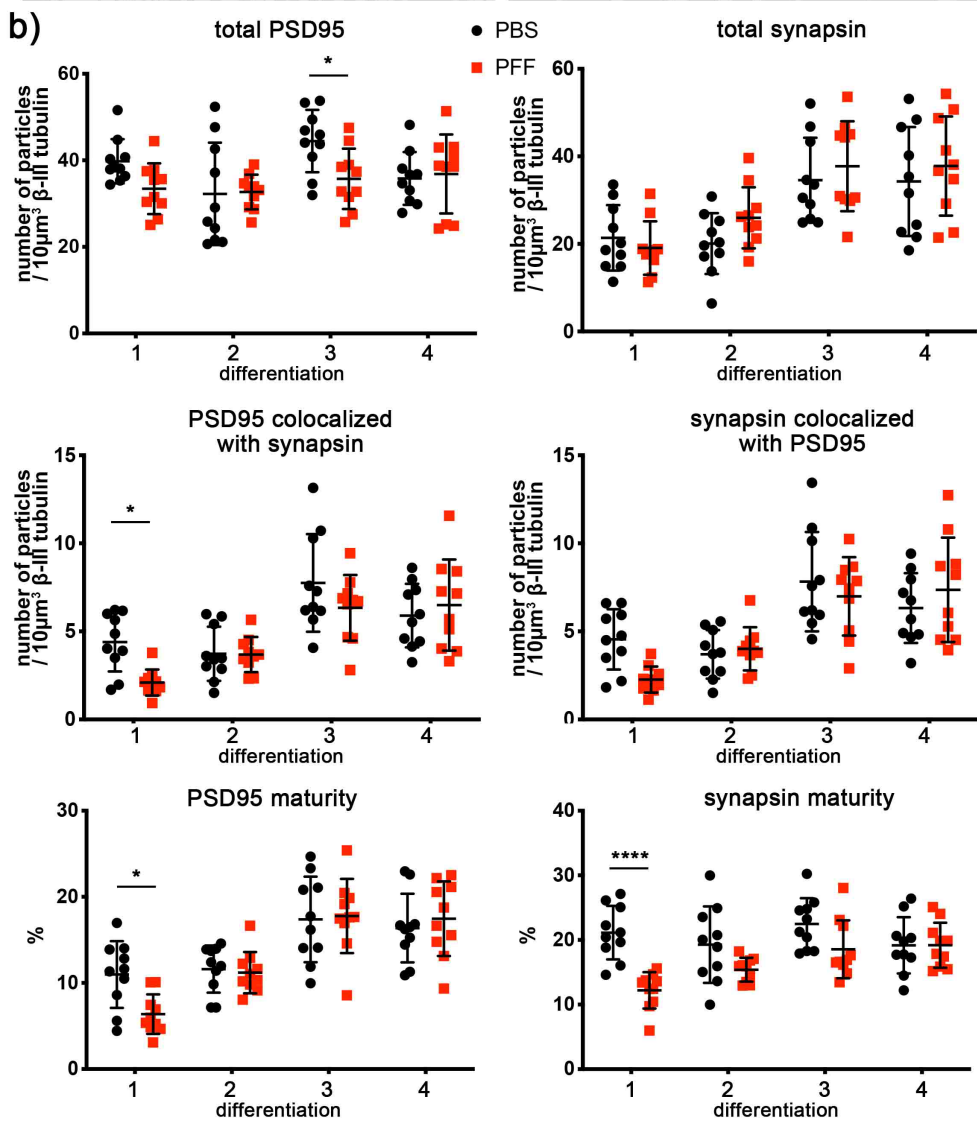 b)
total PSD95
PBS
PFF
total synapsin
number of particles
/ 10µm³ β-III tubulin
60
40
20
0
*
1 2 3 4
differentiation
number of particles
/ 10µm³ β-III tubulin
60
40
20
0
1 2 3 4
differentiation
PSD95 colocalized
with synapsin
number of particles
/10µm³ β-III tubulin
15
10
5
0
*
1 2 3 4
differentiation
synapsin colocalized
with PSD95
number of particles
/10µm³ β-III tubulin
15
10
5
0
1 2 3 4
differentiation
PSD95 maturity
%
30
20
10
0
*
1 2 3 4
differentiation
synapsin maturity
%
40
30
20
10
0
****
1 2 3 4
differentiation